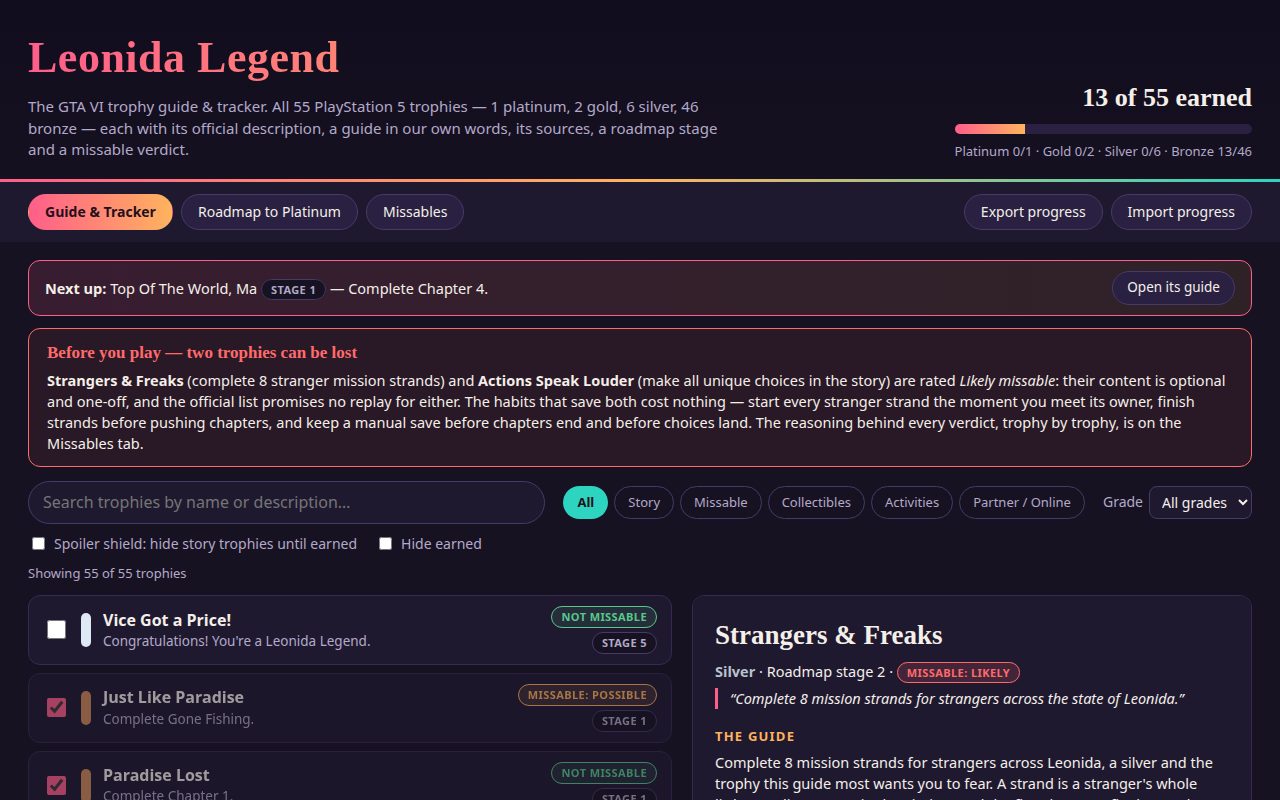 Leonida Legend
The GTA VI trophy guide & tracker. All 55 PlayStation 5 trophies — 1 platinum, 2 gold, 6 silver, 46
bronze — each with its official description, a guide in our own words, its sources, a roadmap stage
and a missable verdict.
13 of 55 earned
Platinum 0/1 · Gold 0/2 · Silver 0/6 · Bronze 13/46
Guide & Tracker
Roadmap to Platinum
Missables
Export progress
Import progress
Next up: Top Of The World, Ma STAGE 1 — Complete Chapter 4.
Open its guide
Before you play — two trophies can be lost
Strangers & Freaks (complete 8 stranger mission strands) and Actions Speak Louder (make all unique choices in the story) are rated Likely missable: their content is optional
and one-off, and the official list promises no replay for either. The habits that save both cost nothing — start every stranger strand the moment you meet its owner, finish
strands before pushing chapters, and keep a manual save before chapters end and before choices land. The reasoning behind every verdict, trophy by trophy, is on the
Missables tab.
Search trophies by name or description...
All
Story
Missable
Collectibles
Activities
Partner / Online
Grade
All grades
Spoiler shield: hide story trophies until earned
Hide earned
Showing 55 of 55 trophies
Vice Got a Price!
Congratulations! You're a Leonida Legend.
NOT MISSABLE
STAGE 5
Just Like Paradise
Complete Gone Fishing.
MISSABLE: POSSIBLE
STAGE 1
Paradise Lost
Complete Chapter 1.
NOT MISSABLE
STAGE 1
Strangers & Freaks
Silver · Roadmap stage 2 · MISSABLE: LIKELY
“Complete 8 mission strands for strangers across the state of Leonida.”
THE GUIDE
Complete 8 mission strands for strangers across Leonida, a silver and the
trophy this guide most wants you to fear. A strand is a stranger's whole